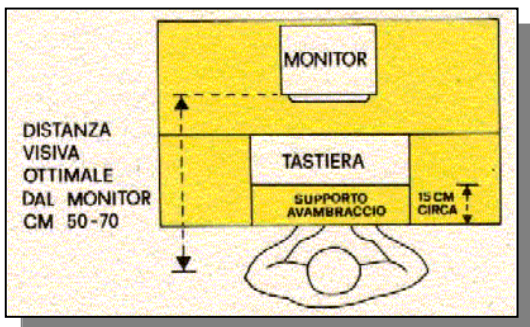 MONITOR
DISTANZA
VISIVA
OTTIMALE
DAL MONITOR
CM 50-70
TASTIERA
SUPPORTO
AVAMBRACCIO
15 CM
CIRCA